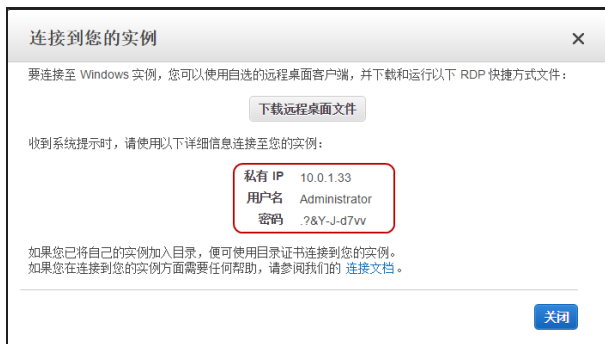 连接到您的实例 ×
要连接至 Windows 实例，您可以使用自选的远程桌面客户端，并下载和运行以下 RDP 快捷方式文件：
下载远程桌面文件
收到系统提示时，请使用以下详细信息连接至您的实例：
私有 IP 10.0.1.33
用户名 Administrator
密码 .?&Y-J-d7vv
如果您已将自己的实例加入目录，便可使用目录证书连接到您的实例。
如果您在连接到您的实例方面需要任何帮助，请参阅我们的 连接文档。
关闭